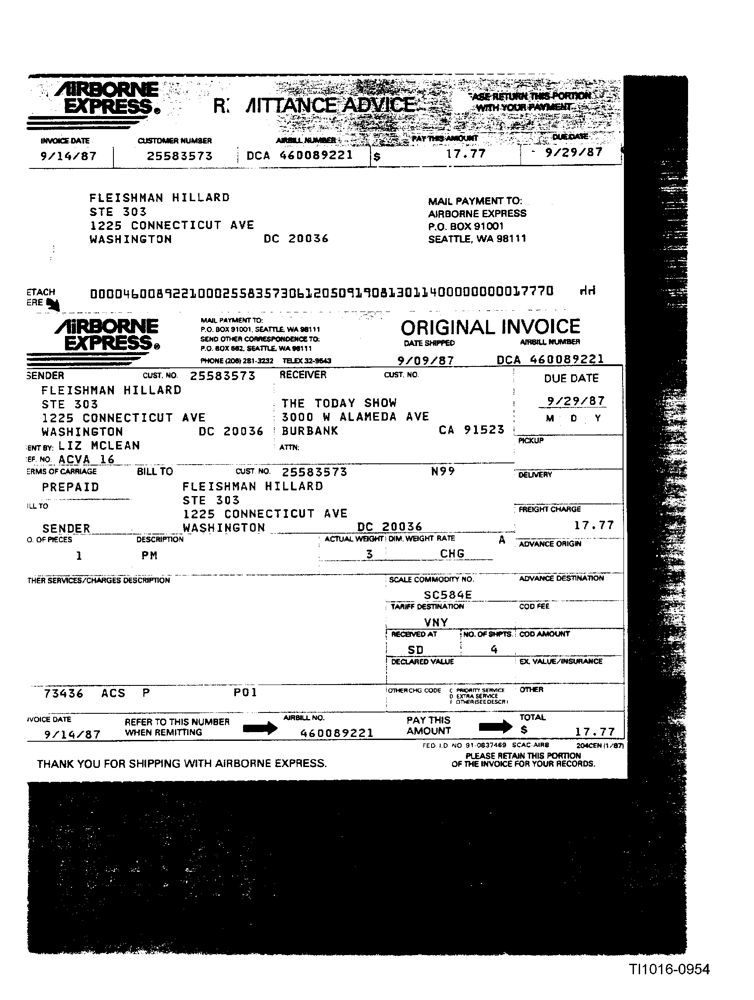 AIRBORNE EXPRESS®
R: AITTANCE ADVICE
ASE RETURN THIS PORTION
WITH YOUR PAYMENT
INVOICE DATE CUSTOMER NUMBER AIRBILL NUMBER PAY THIS AMOUNT DUE DATE
9/14/87 25583573 DCA 460089221 $ 17.77 9/29/87
FLEISHMAN HILLARD
STE 303
1225 CONNECTICUT AVE
WASHINGTON DC 20036
MAIL PAYMENT TO:
AIRBORNE EXPRESS
P.O. BOX 91001
SEATTLE, WA 98111
ETACH
ERE
0000460089221000255835730612050919081301140000000000017770
AIRBORNE EXPRESS®
MAIL PAYMENT TO:
P.O. BOX 91001, SEATTLE, WA 98111
SEND OTHER CORRESPONDENCE TO:
P.O. BOX 662, SEATTLE, WA 98111
PHONE (206) 281-3232 TELEX 32-9643
ORIGINAL INVOICE
DATE SHIPPED AIRBILL NUMBER
9/09/87 DCA 460089221
SENDER CUST. NO. 25583573
FLEISHMAN HILLARD
STE 303
1225 CONNECTICUT AVE
WASHINGTON DC 20036
ENT BY: LIZ MCLEAN
EF. NO. ACVA 16
RECEIVER CUST. NO.
THE TODAY SHOW
3000 W ALAMEDA AVE
BURBANK CA 91523
ATTN:
DUE DATE
9/29/87
M D Y
PICKUP
ERMS OF CARRIAGE BILL TO CUST. NO. 25583573 N99
DELIVERY
PREPAID FLEISHMAN HILLARD
STE 303
ILL TO 1225 CONNECTICUT AVE
FREIGHT CHARGE
SENDER WASHINGTON DC 20036 17.77
O. OF PIECES DESCRIPTION ACTUAL WEIGHT DIM. WEIGHT RATE A ADVANCE ORIGIN
1 PM 3 CHG
THER SERVICES/CHARGES DESCRIPTION
SCALE COMMODITY NO. ADVANCE DESTINATION
SC584E
TARIFF DESTINATION COD FEE
VNY
RECEIVED AT NO. OF SHPTS. COD AMOUNT
SD 4
DECLARED VALUE EX. VALUE/INSURANCE
73436 ACS P P01
OTHER CHG CODE C PRIORITY SERVICE
D EXTRA SERVICE
OTHER (SEE DESCR)
OTHER
VOICE DATE REFER TO THIS NUMBER WHEN REMITTING AIRBILL NO. PAY THIS AMOUNT TOTAL
9/14/87 460089221 $ 17.77
FED. I.D. NO 91-0837469 SCAC-AIRB 204CEN (1/87)
THANK YOU FOR SHIPPING WITH AIRBORNE EXPRESS.
PLEASE RETAIN THIS PORTION
OF THE INVOICE FOR YOUR RECORDS.
TI1016-0954